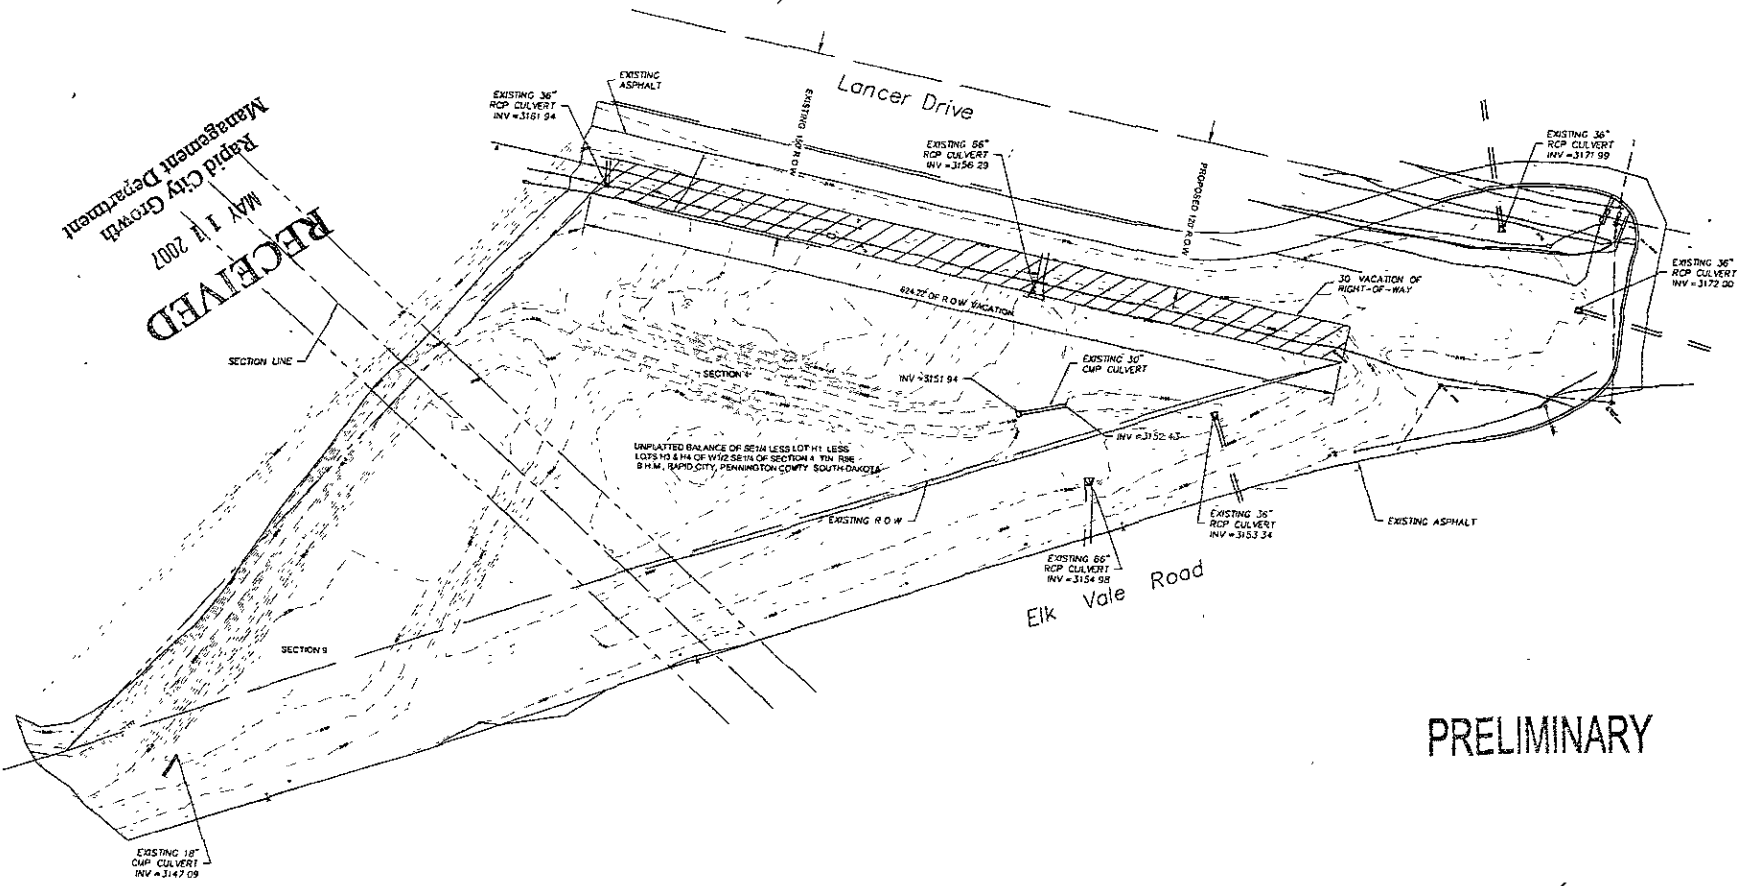 Lancer Drive
EXISTING
ASPHALT
EXISTING 36"
RCP CULVERT
INV =3161 94
EXISTING 150' R O W
EXISTING 66"
RCP CULVERT
INV =3156 29
PROPOSED 120' R.O.W
EXISTING 36"
RCP CULVERT
INV =3171 99
EXISTING 36"
RCP CULVERT
INV =3172 00
RECEIVED
MAY 11 2007
Rapid City Growth
Management Department
30 VACATION OF
RIGHT-OF-WAY
624.22' OF R O W VACATION
SECTION LINE
SECTION 4
INV =3151 94
EXISTING 30"
CMP CULVERT
INV =3152 43
UNPLATTED BALANCE OF SE1/4 LESS LOT H1 LESS
LOTS H3 & H4 OF W1/2 SE1/4 OF SECTION 4 T1N R8E
B H.M, RAPID CITY, PENNINGTON COUNTY SOUTH DAKOTA
EXISTING R O W
EXISTING 36"
RCP CULVERT
INV =3153 34
EXISTING ASPHALT
EXISTING 66"
RCP CULVERT
INV =3154 98
Elk Vale Road
SECTION 9
PRELIMINARY
EXISTING 18"
CMP CULVERT
INV =3147 09